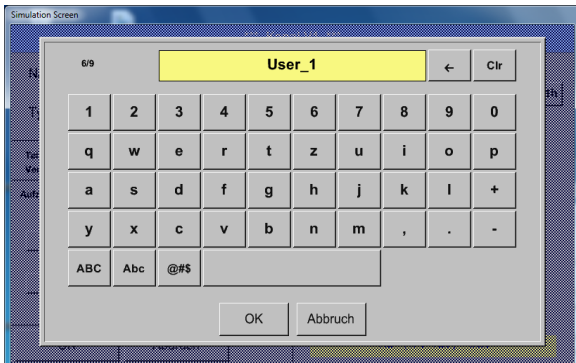 Simulation Screen
6/9 User_1 ← Clr
1 2 3 4 5 6 7 8 9 0
q w e r t z u i o p
a s d f g h j k l +
y x c v b n m , . -
ABC Abc @#$
OK Abbruch